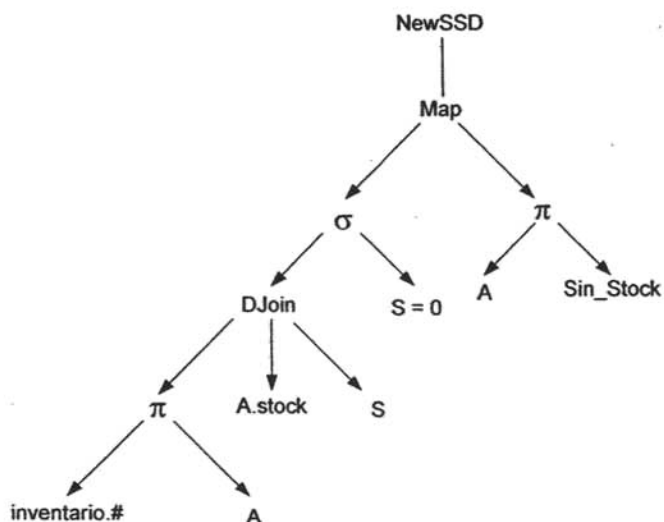 NewSSD
Map
σ
π
DJoin
S = 0
A
Sin_Stock
π
A.stock
S
inventario.#
A